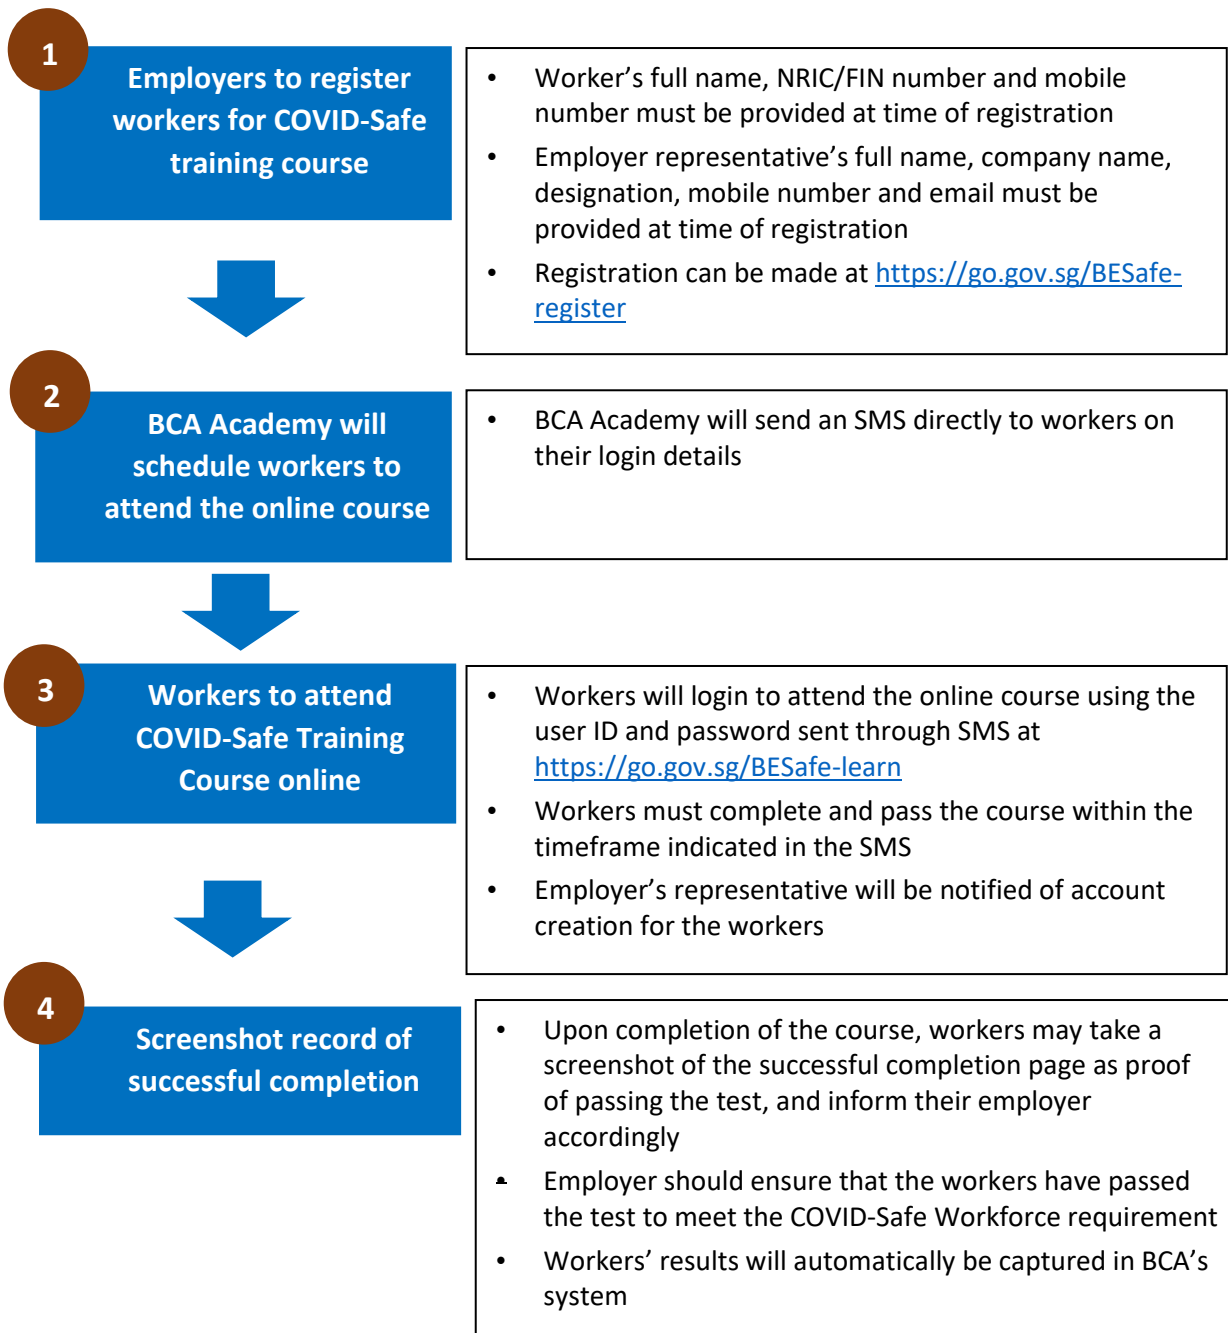 1
Employers to register
workers for COVID-Safe
training course
• Worker’s full name, NRIC/FIN number and mobile
number must be provided at time of registration
• Employer representative’s full name, company name,
designation, mobile number and email must be
provided at time of registration
• Registration can be made at https://go.gov.sg/BESafe-
register
2
BCA Academy will
schedule workers to
attend the online course
• BCA Academy will send an SMS directly to workers on
their login details
3
Workers to attend
COVID-Safe Training
Course online
• Workers will login to attend the online course using the
user ID and password sent through SMS at
https://go.gov.sg/BESafe-learn
• Workers must complete and pass the course within the
timeframe indicated in the SMS
• Employer’s representative will be notified of account
creation for the workers
4
Screenshot record of
successful completion
• Upon completion of the course, workers may take a
screenshot of the successful completion page as proof
of passing the test, and inform their employer
accordingly
• Employer should ensure that the workers have passed
the test to meet the COVID-Safe Workforce requirement
• Workers’ results will automatically be captured in BCA’s
system